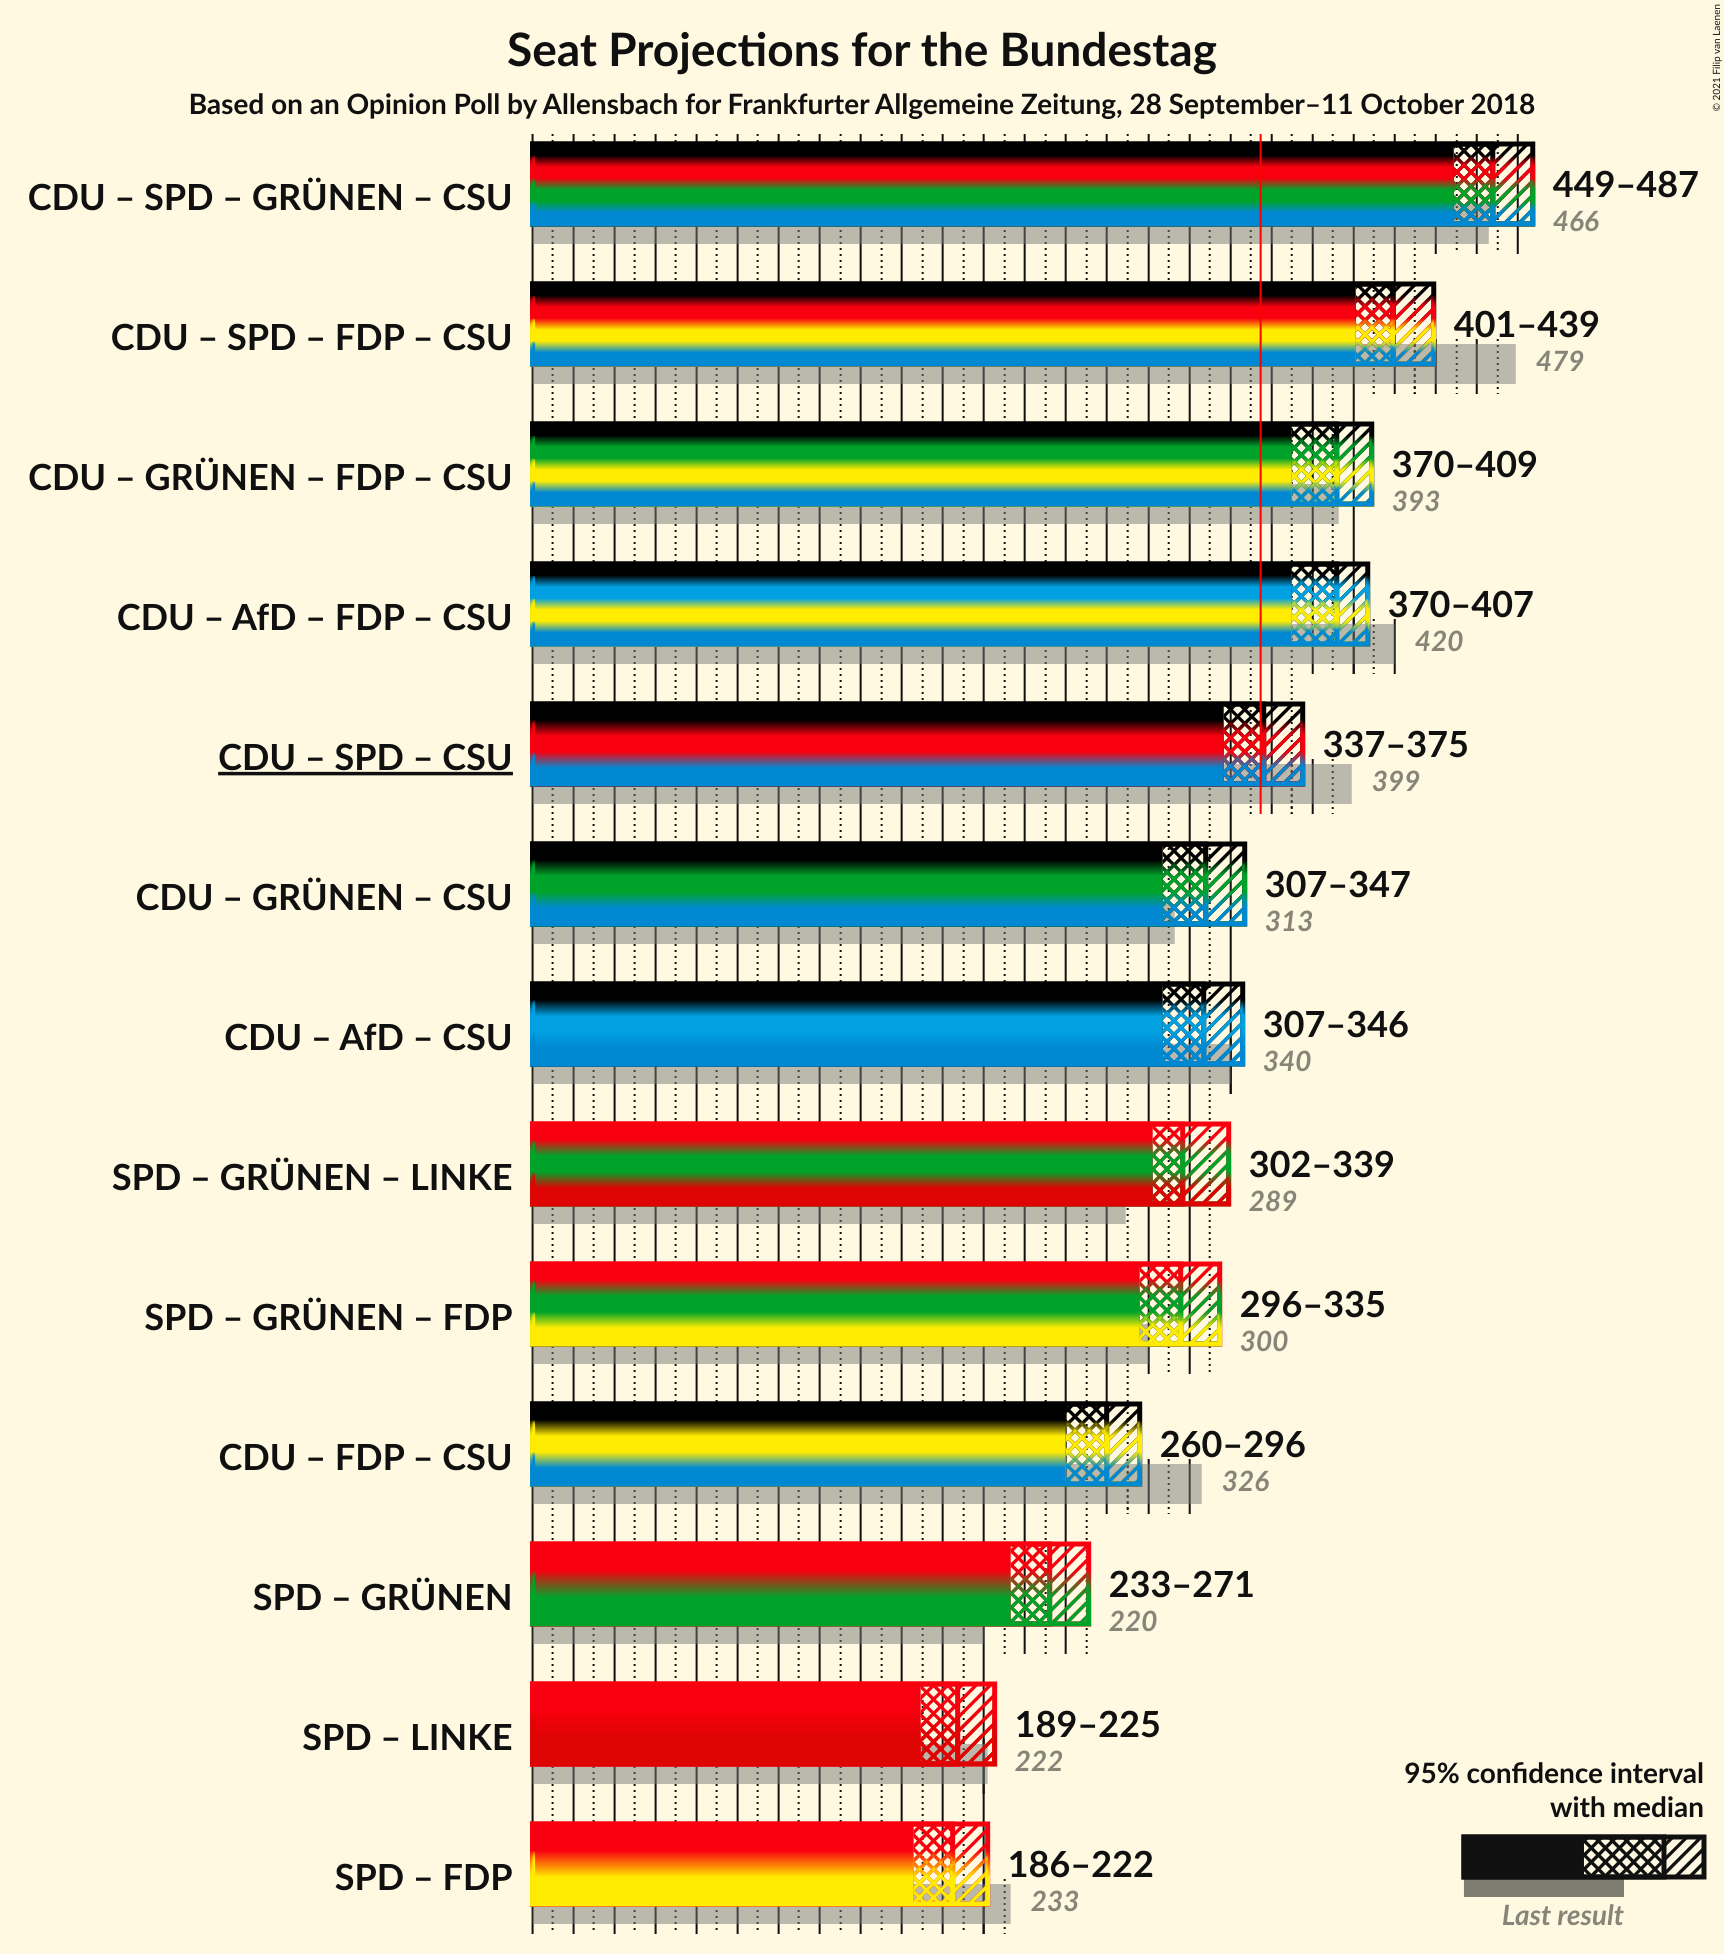 Seat Projections for the Bundestag
Based on an Opinion Poll by Allensbach for Frankfurter Allgemeine Zeitung, 28 September–11 October 2018
© 2021 Filip van Laenen
CDU – SPD – GRÜNEN – CSU
449–487
466
CDU – SPD – FDP – CSU
401–439
479
CDU – GRÜNEN – FDP – CSU
370–409
393
CDU – AfD – FDP – CSU
370–407
420
CDU – SPD – CSU
337–375
399
CDU – GRÜNEN – CSU
307–347
313
CDU – AfD – CSU
307–346
340
SPD – GRÜNEN – LINKE
302–339
289
SPD – GRÜNEN – FDP
296–335
300
CDU – FDP – CSU
260–296
326
SPD – GRÜNEN
233–271
220
SPD – LINKE
189–225
222
SPD – FDP
186–222
233
95% confidence interval
with median
Last result